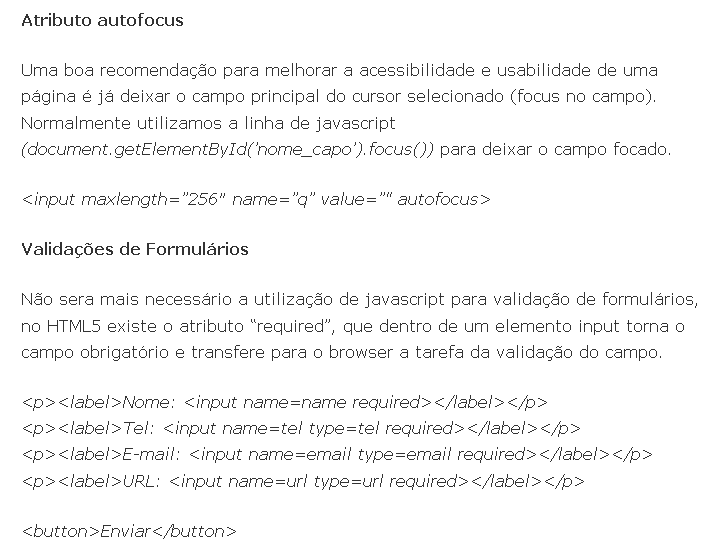 Atributo autofocus
Uma boa recomendação para melhorar a acessibilidade e usabilidade de uma
página é já deixar o campo principal do cursor selecionado (focus no campo).
Normalmente utilizamos a linha de javascript
(document.getElementById(’nome_capo’).focus()) para deixar o campo focado.
<input maxlength=”256″ name=”q” value=”" autofocus>
Validações de Formulários
Não sera mais necessário a utilização de javascript para validação de formulários,
no HTML5 existe o atributo “required”, que dentro de um elemento input torna o
campo obrigatório e transfere para o browser a tarefa da validação do campo.
<p><label>Nome: <input name=name required></label></p>
<p><label>Tel: <input name=tel type=tel required></label></p>
<p><label>E-mail: <input name=email type=email required></label></p>
<p><label>URL: <input name=url type=url required></label></p>
<button>Enviar</button>